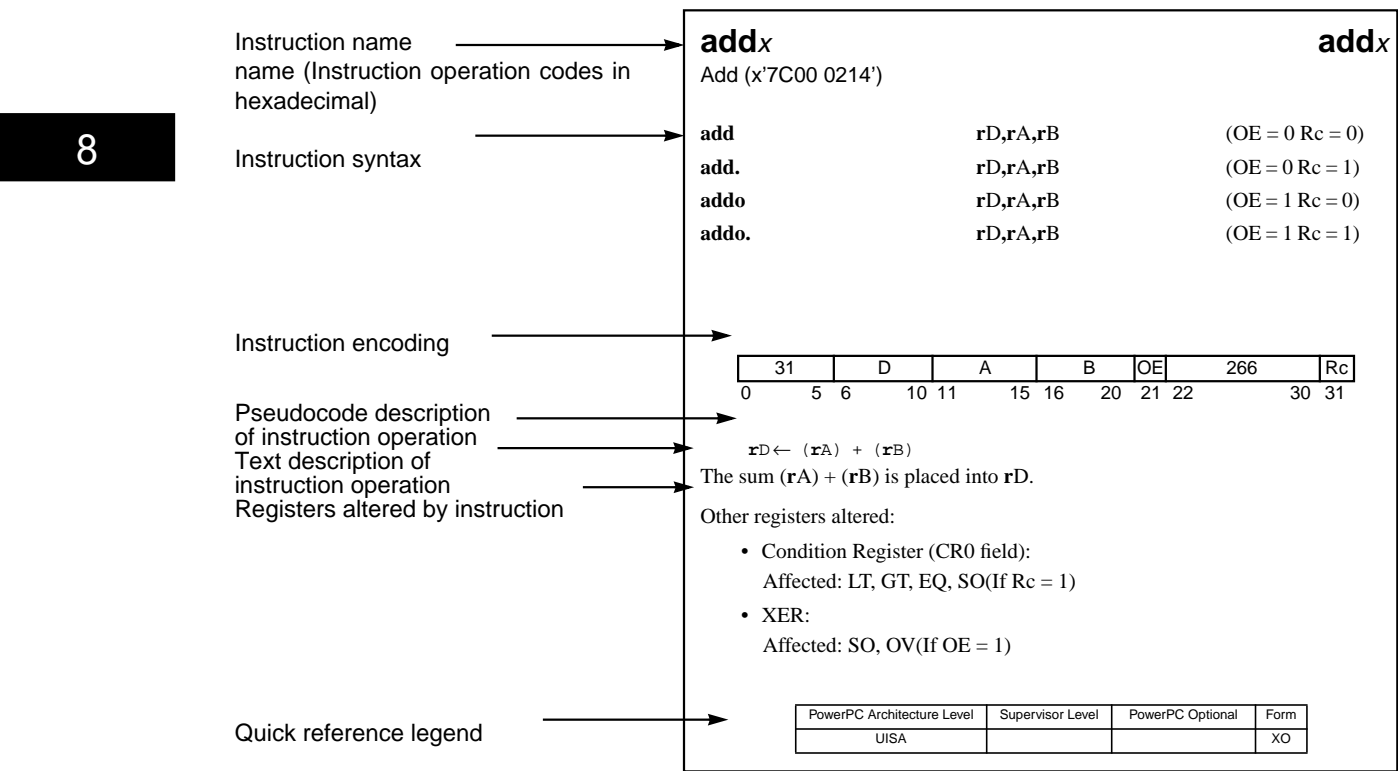 8
Instruction name
name (Instruction operation codes in
hexadecimal)
Instruction syntax
Instruction encoding
Pseudocode description
of instruction operation
Text description of
instruction operation
Registers altered by instruction
Quick reference legend
addx addx
Add (x'7C00 0214')
add rD,rA,rB (OE = 0 Rc = 0)
add. rD,rA,rB (OE = 0 Rc = 1)
addo rD,rA,rB (OE = 1 Rc = 0)
addo. rD,rA,rB (OE = 1 Rc = 1)
31 D A B OE 266 Rc
0 5 6 10 11 15 16 20 21 22 30 31
rD ← (rA) + (rB)
The sum (rA) + (rB) is placed into rD.
Other registers altered:
• Condition Register (CR0 field):
Affected: LT, GT, EQ, SO(If Rc = 1)
• XER:
Affected: SO, OV(If OE = 1)
PowerPC Architecture Level Supervisor Level PowerPC Optional Form
UISA XO